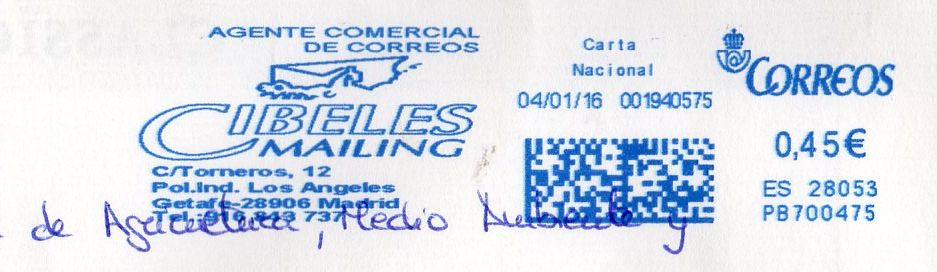 AGENTE COMERCIAL
DE CORREOS
CIBELES
MAILING
C/Torneros, 12
Pol.Ind. Los Angeles
Getafe-28906 Madrid
Tel.
Carta
Nacional
04/01/16 001940575
CORREOS
0,45€
ES 28053
PB700475
de Agricultura, Medio Ambiente y